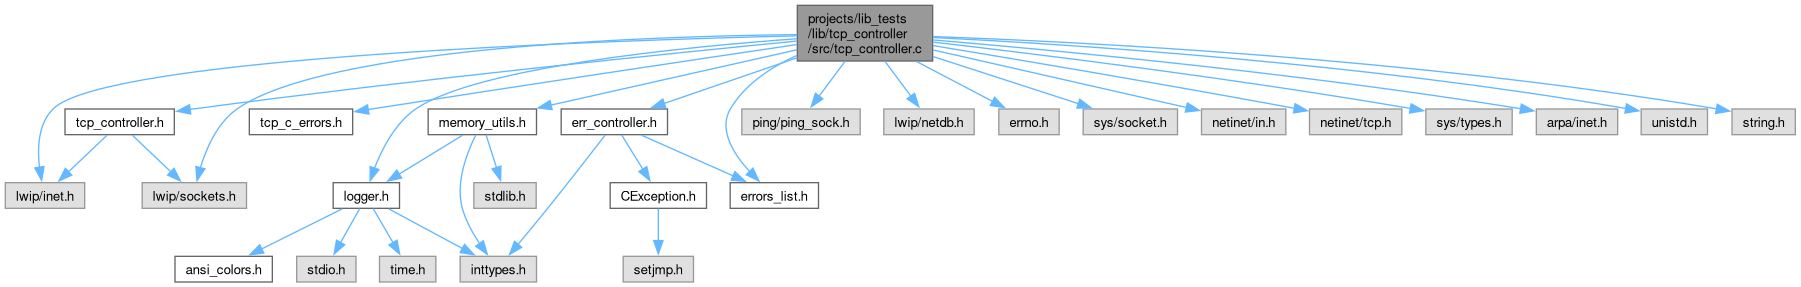 projects/lib_tests
/lib/tcp_controller
/src/tcp_controller.c
tcp_controller.h
tcp_c_errors.h
memory_utils.h
err_controller.h
ping/ping_sock.h
lwip/netdb.h
errno.h
sys/socket.h
netinet/in.h
netinet/tcp.h
sys/types.h
arpa/inet.h
unistd.h
string.h
lwip/inet.h
lwip/sockets.h
logger.h
stdlib.h
CException.h
errors_list.h
ansi_colors.h
stdio.h
time.h
inttypes.h
setjmp.h